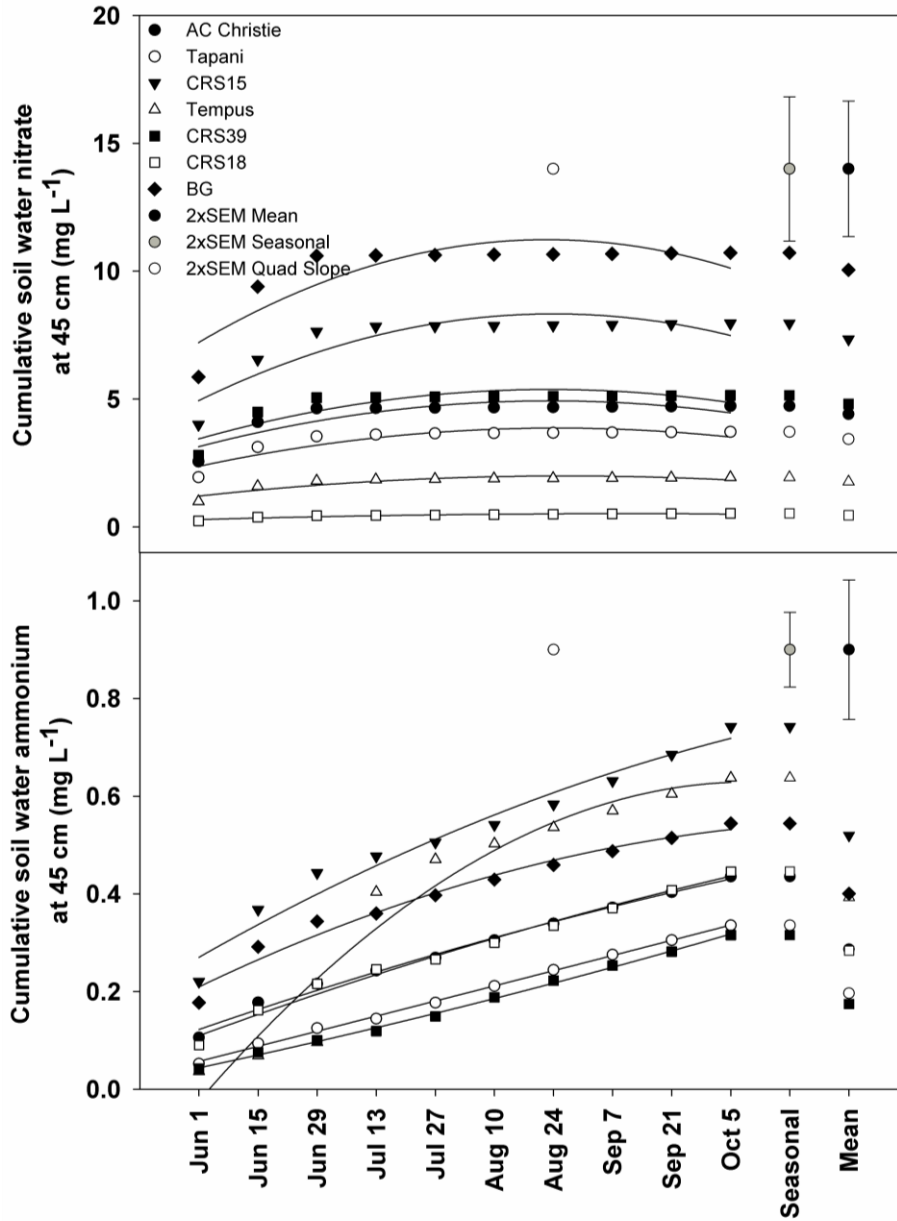 Cumulative soil water nitrate
at 45 cm (mg L⁻¹)
20
15
10
5
0
AC Christie
Tapani
CRS15
Tempus
CRS39
CRS18
BG
2xSEM Mean
2xSEM Seasonal
2xSEM Quad Slope
Cumulative soil water ammonium
at 45 cm (mg L⁻¹)
1.0
0.8
0.6
0.4
0.2
0.0
Jun 1
Jun 15
Jun 29
Jul 13
Jul 27
Aug 10
Aug 24
Sep 7
Sep 21
Oct 5
Seasonal
Mean